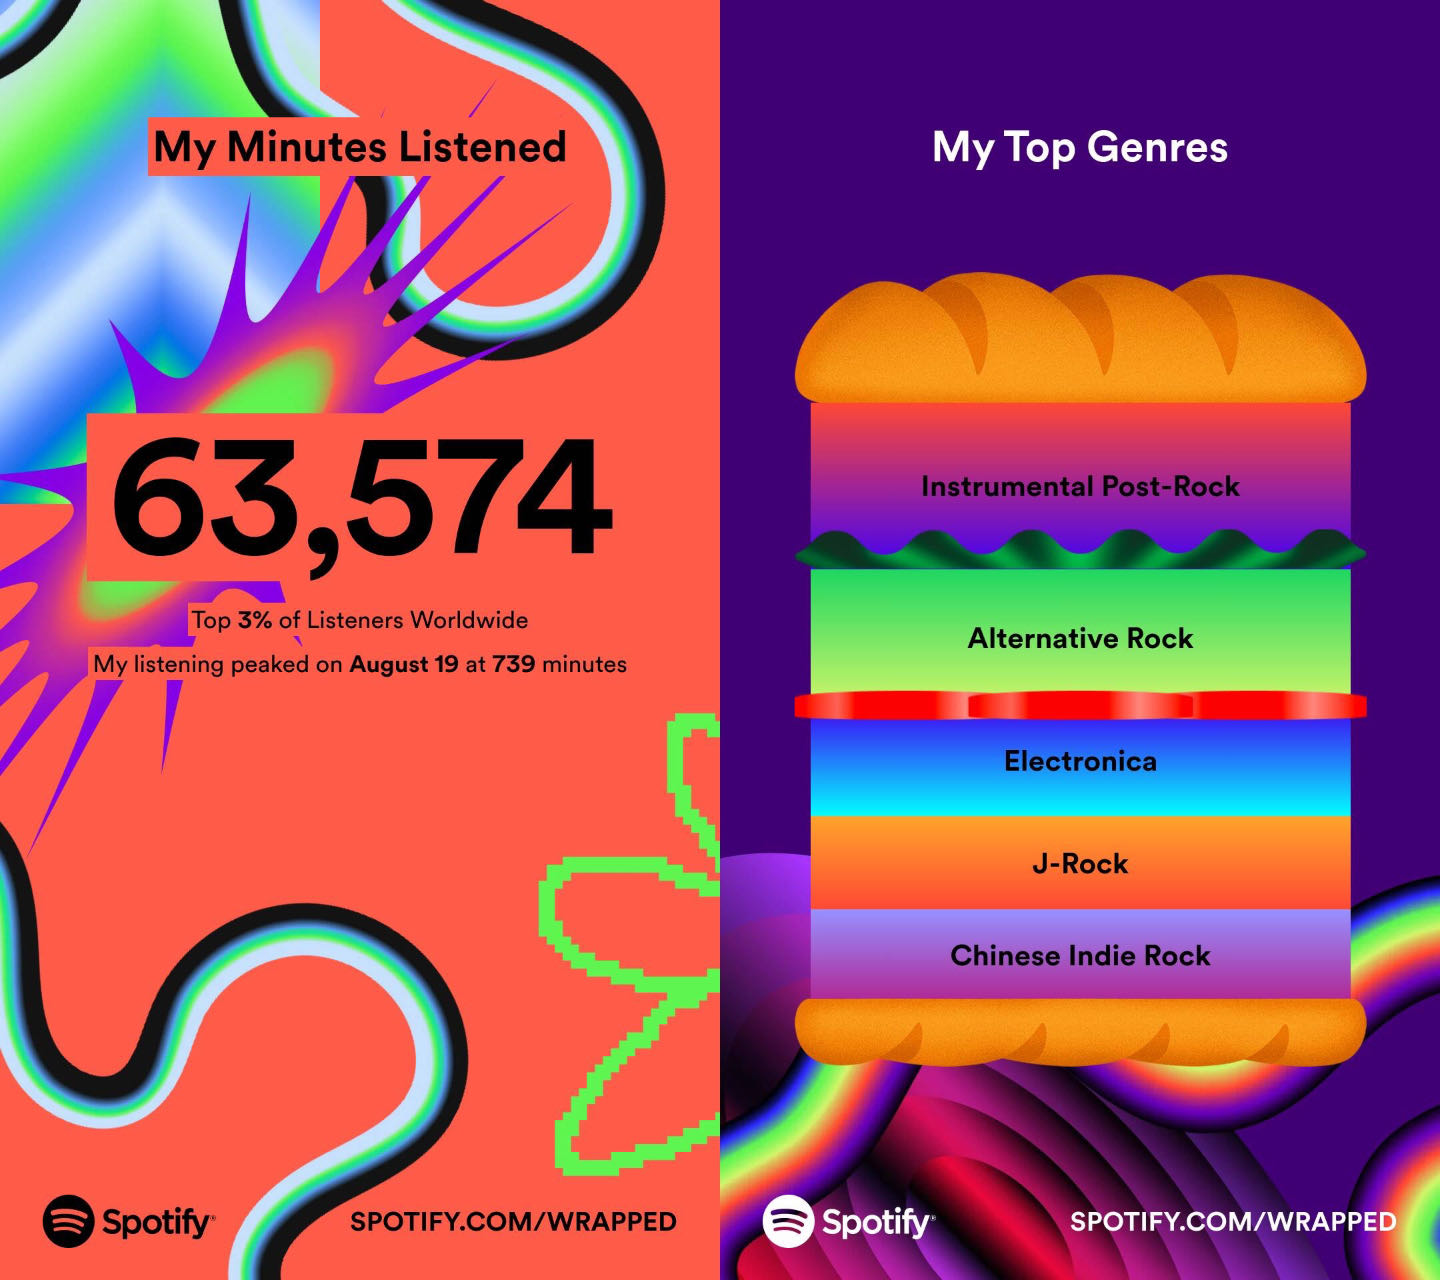 My Minutes Listened
63,574
Top 3% of Listeners Worldwide
My listening peaked on August 19 at 739 minutes
Spotify®
SPOTIFY.COM/WRAPPED
My Top Genres
Instrumental Post-Rock
Alternative Rock
Electronica
J-Rock
Chinese Indie Rock
Spotify®
SPOTIFY.COM/WRAPPED